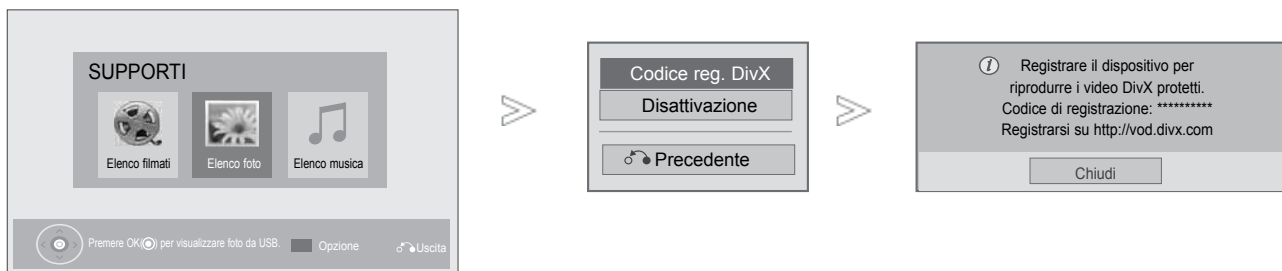 SUPPORTI
Elenco filmati
Elenco foto
Elenco musica
Premere OK(◉) per visualizzare foto da USB.
Opzione
Uscita
Codice reg. DivX
Disattivazione
Precedente
Registrare il dispositivo per
riprodurre i video DivX protetti.
Codice di registrazione: **********
Registrarsi su http://vod.divx.com
Chiudi